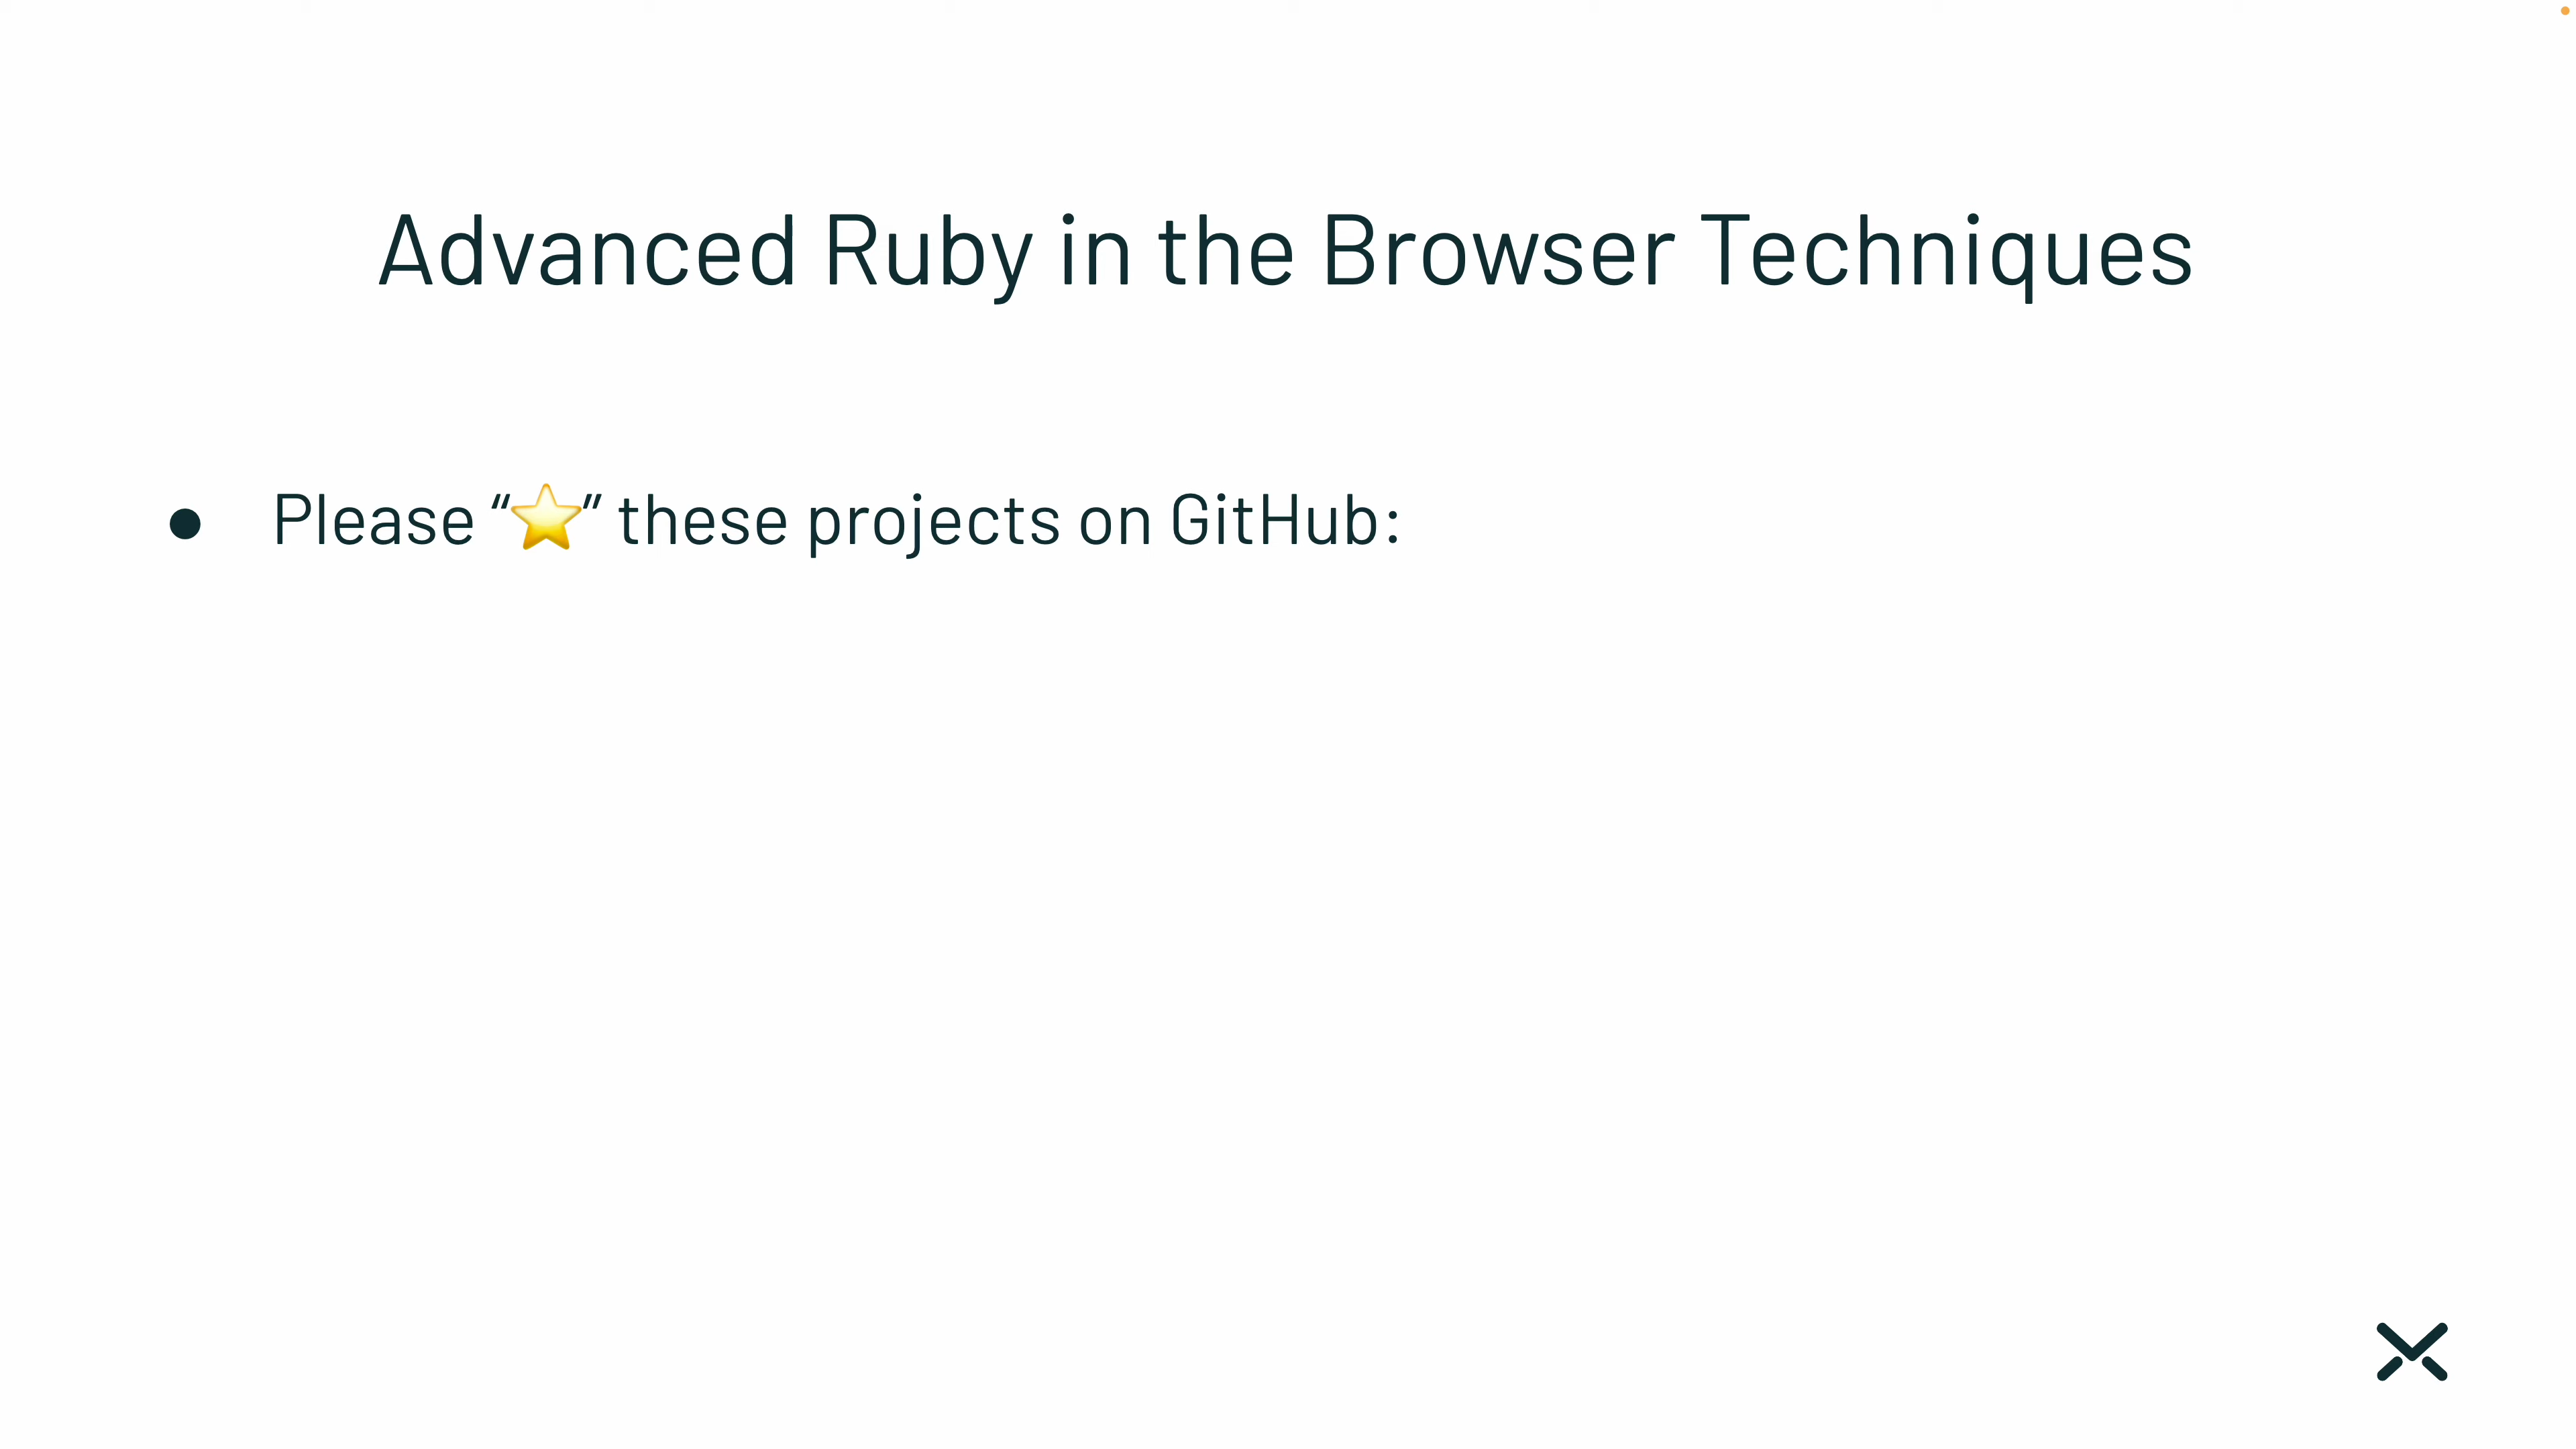 Advanced Ruby in the Browser Techniques
● Please “⭐” these projects on GitHub: